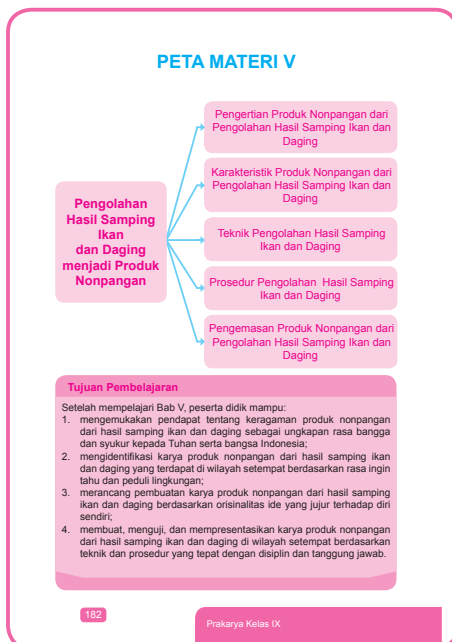 PETA MATERI V
Pengolahan
Hasil Samping
Ikan
dan Daging
menjadi Produk
Nonpangan
Pengertian Produk Nonpangan dari
Pengolahan Hasil Samping Ikan dan
Daging
Karakteristik Produk Nonpangan dari
Pengolahan Hasil Samping Ikan dan
Daging
Teknik Pengolahan Hasil Samping
Ikan dan Daging
Prosedur Pengolahan Hasil Samping
Ikan dan Daging
Pengemasan Produk Nonpangan dari
Pengolahan Hasil Samping Ikan dan
Daging
Tujuan Pembelajaran
Setelah mempelajari Bab V, peserta didik mampu:
1. mengemukakan pendapat tentang keragaman produk nonpangan
dari hasil samping ikan dan daging sebagai ungkapan rasa bangga
dan syukur kepada Tuhan serta bangsa Indonesia;
2. mengidentifikasi karya produk nonpangan dari hasil samping ikan
dan daging yang terdapat di wilayah setempat berdasarkan rasa ingin
tahu dan peduli lingkungan;
3. merancang pembuatan karya produk nonpangan dari hasil samping
ikan dan daging berdasarkan orisinalitas ide yang jujur terhadap diri
sendiri;
4. membuat, menguji, dan mempresentasikan karya produk nonpangan
dari hasil samping ikan dan daging di wilayah setempat berdasarkan
teknik dan prosedur yang tepat dengan disiplin dan tanggung jawab.
182
Prakarya Kelas IX